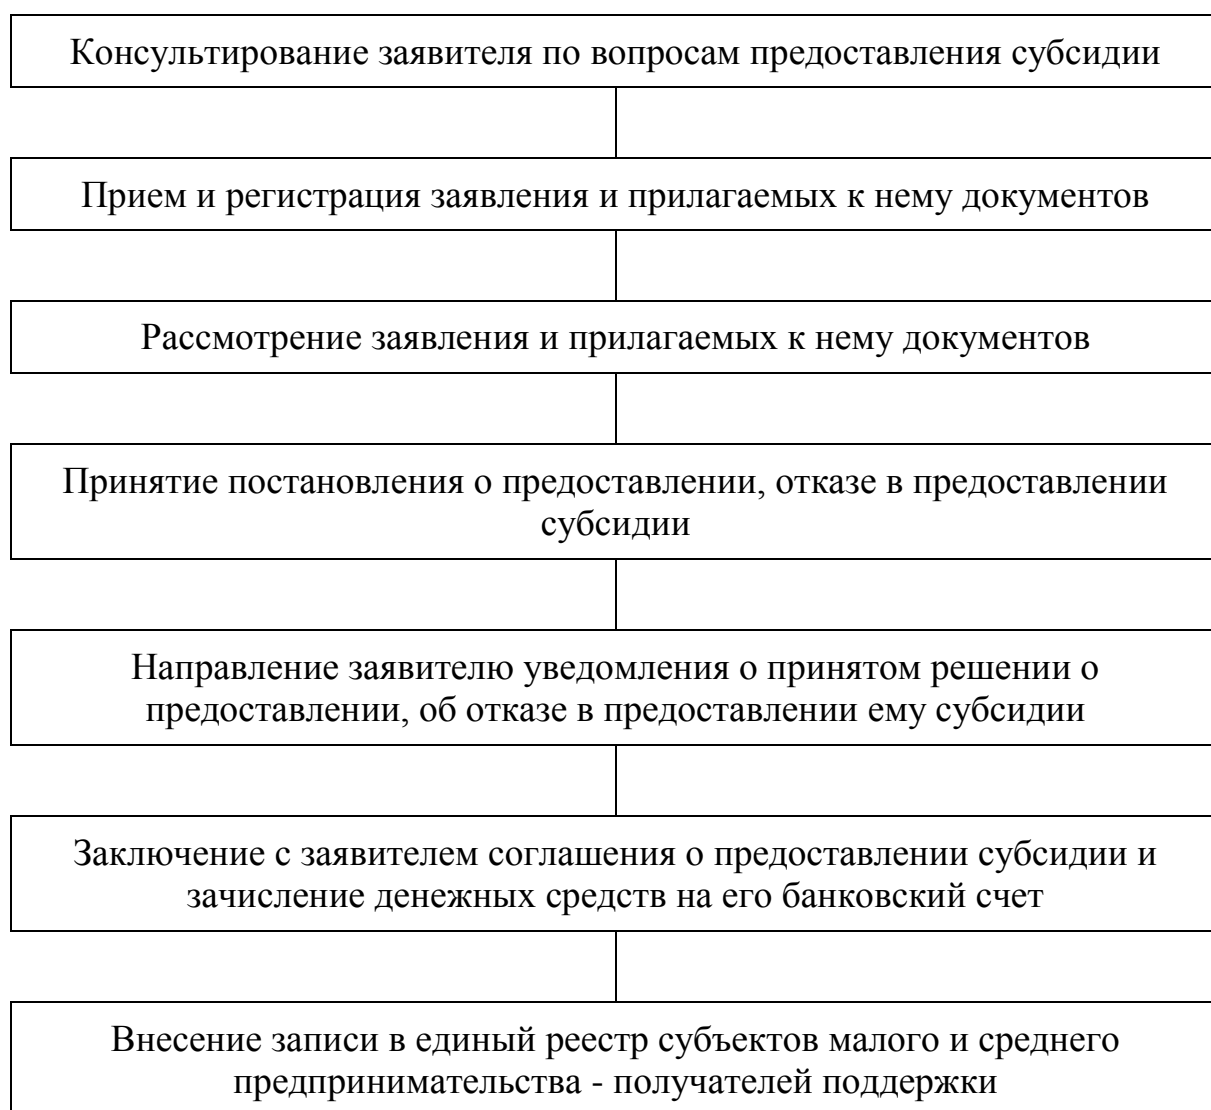 Консультирование заявителя по вопросам предоставления субсидии
Прием и регистрация заявления и прилагаемых к нему документов
Рассмотрение заявления и прилагаемых к нему документов
Принятие постановления о предоставлении, отказе в предоставлении
субсидии
Направление заявителю уведомления о принятом решении о
предоставлении, об отказе в предоставлении ему субсидии
Заключение с заявителем соглашения о предоставлении субсидии и
зачисление денежных средств на его банковский счет
Внесение записи в единый реестр субъектов малого и среднего
предпринимательства - получателей поддержки